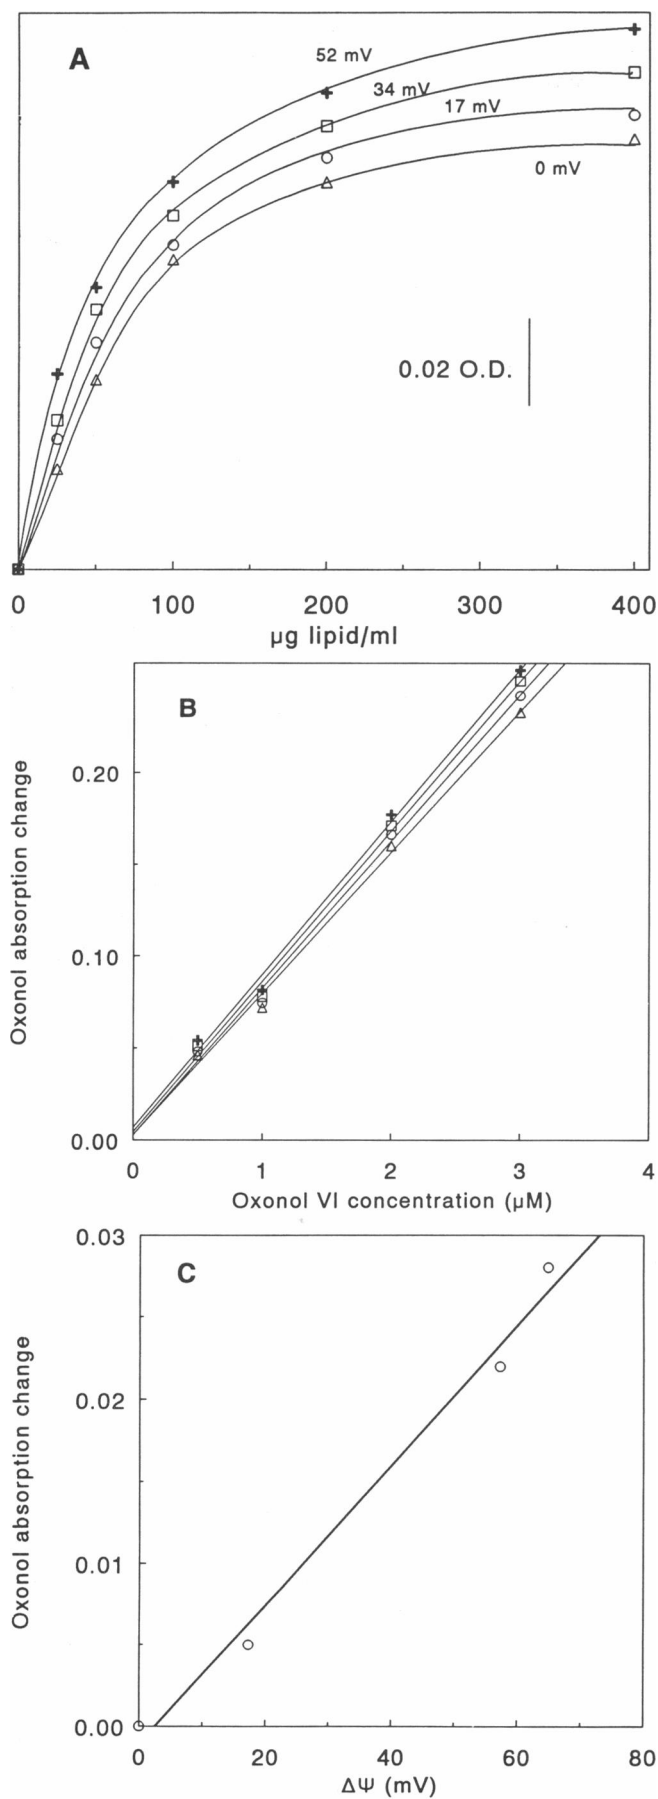 A
52 mV
34 mV
17 mV
0 mV
0.02 O.D.
0 100 200 300 400
µg lipid/ml
B
Oxonol absorption change
0.20
0.10
0.00
0 1 2 3 4
Oxonol VI concentration (µM)
C
Oxonol absorption change
0.03
0.02
0.01
0.00
0 20 40 60 80
ΔΨ (mV)